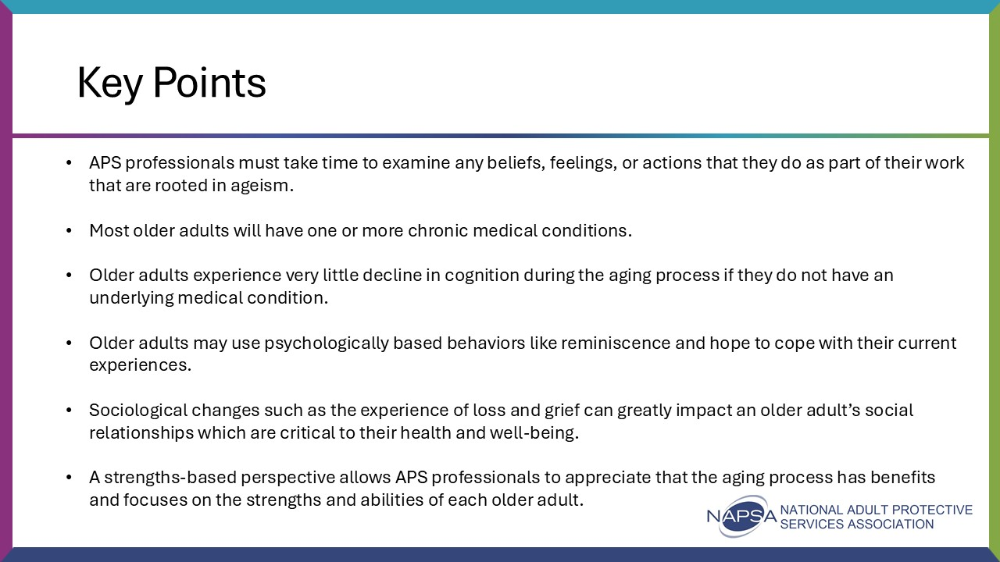 Key Points
• APS professionals must take time to examine any beliefs, feelings, or actions that they do as part of their work
that are rooted in ageism.
• Most older adults will have one or more chronic medical conditions.
• Older adults experience very little decline in cognition during the aging process if they do not have an
underlying medical condition.
• Older adults may use psychologically based behaviors like reminiscence and hope to cope with their current
experiences.
• Sociological changes such as the experience of loss and grief can greatly impact an older adult’s social
relationships which are critical to their health and well-being.
• A strengths-based perspective allows APS professionals to appreciate that the aging process has benefits
and focuses on the strengths and abilities of each older adult.
NAPSA
NATIONAL ADULT PROTECTIVE
SERVICES ASSOCIATION